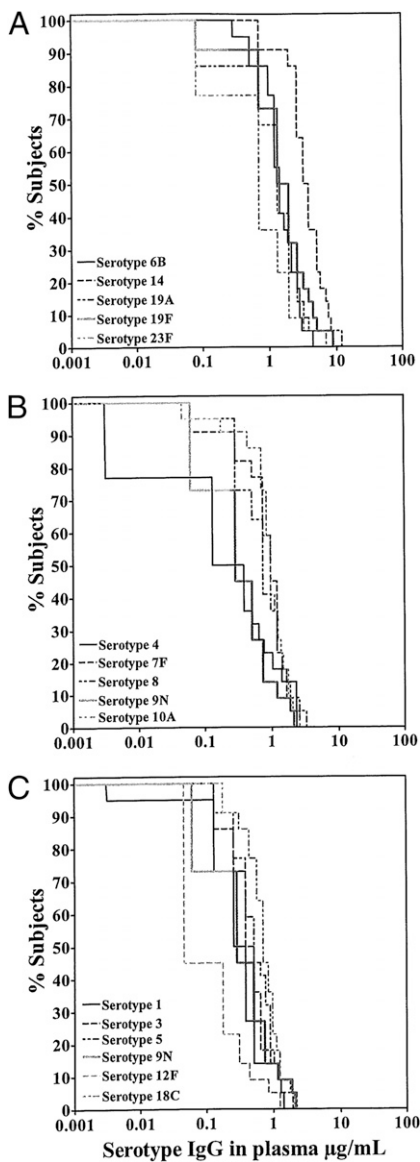 A
100
90
80
70
60
50
40
30
20
10
0
% Subjects
Serotype 6B
Serotype 14
Serotype 19A
Serotype 19F
Serotype 23F
0.001 0.01 0.1 1 10 100
B
100
90
80
70
60
50
40
30
20
10
0
% Subjects
Serotype 4
Serotype 7F
Serotype 8
Serotype 9N
Serotype 10A
0.001 0.01 0.1 1 10 100
C
100
90
80
70
60
50
40
30
20
10
0
% Subjects
Serotype 1
Serotype 3
Serotype 5
Serotype 9N
Serotype 12F
Serotype 18C
0.001 0.01 0.1 1 10 100
Serotype IgG in plasma µg/mL